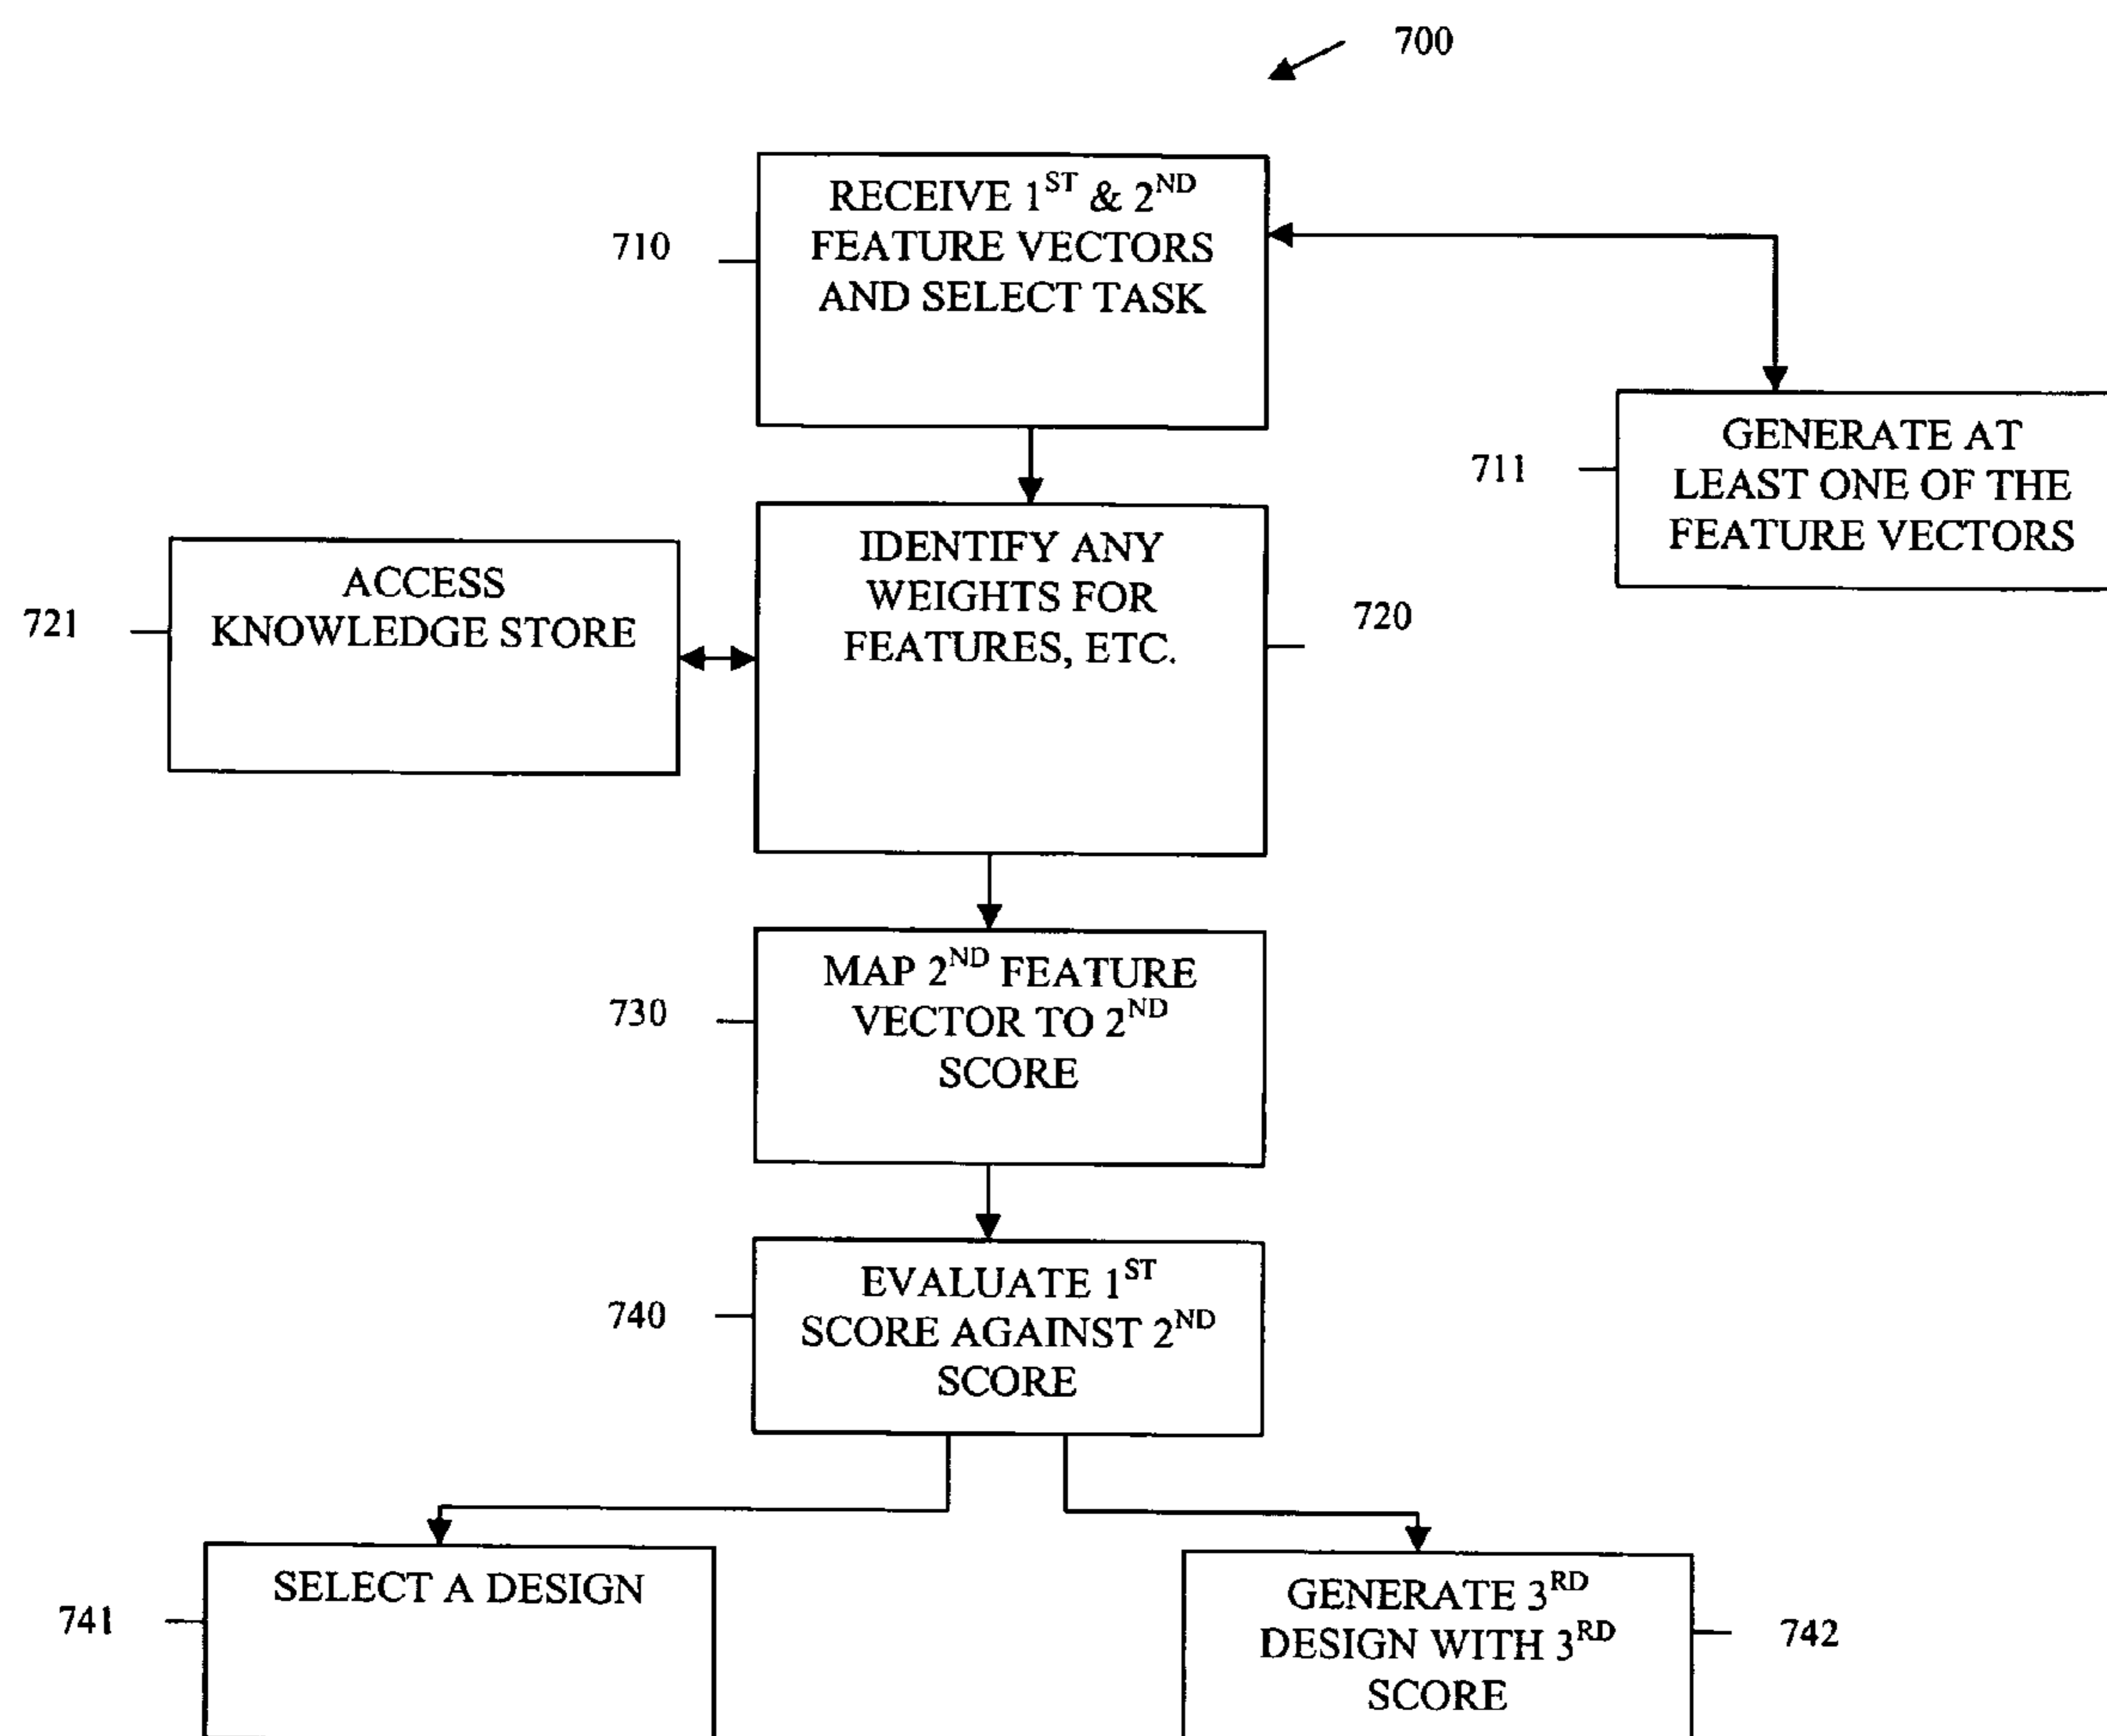 700
RECEIVE 1ST & 2ND
FEATURE VECTORS
AND SELECT TASK
710
GENERATE AT
LEAST ONE OF THE
FEATURE VECTORS
711
IDENTIFY ANY
WEIGHTS FOR
FEATURES, ETC.
720
ACCESS
KNOWLEDGE STORE
721
MAP 2ND FEATURE
VECTOR TO 2ND
SCORE
730
EVALUATE 1ST
SCORE AGAINST 2ND
SCORE
740
SELECT A DESIGN
741
GENERATE 3RD
DESIGN WITH 3RD
SCORE
742